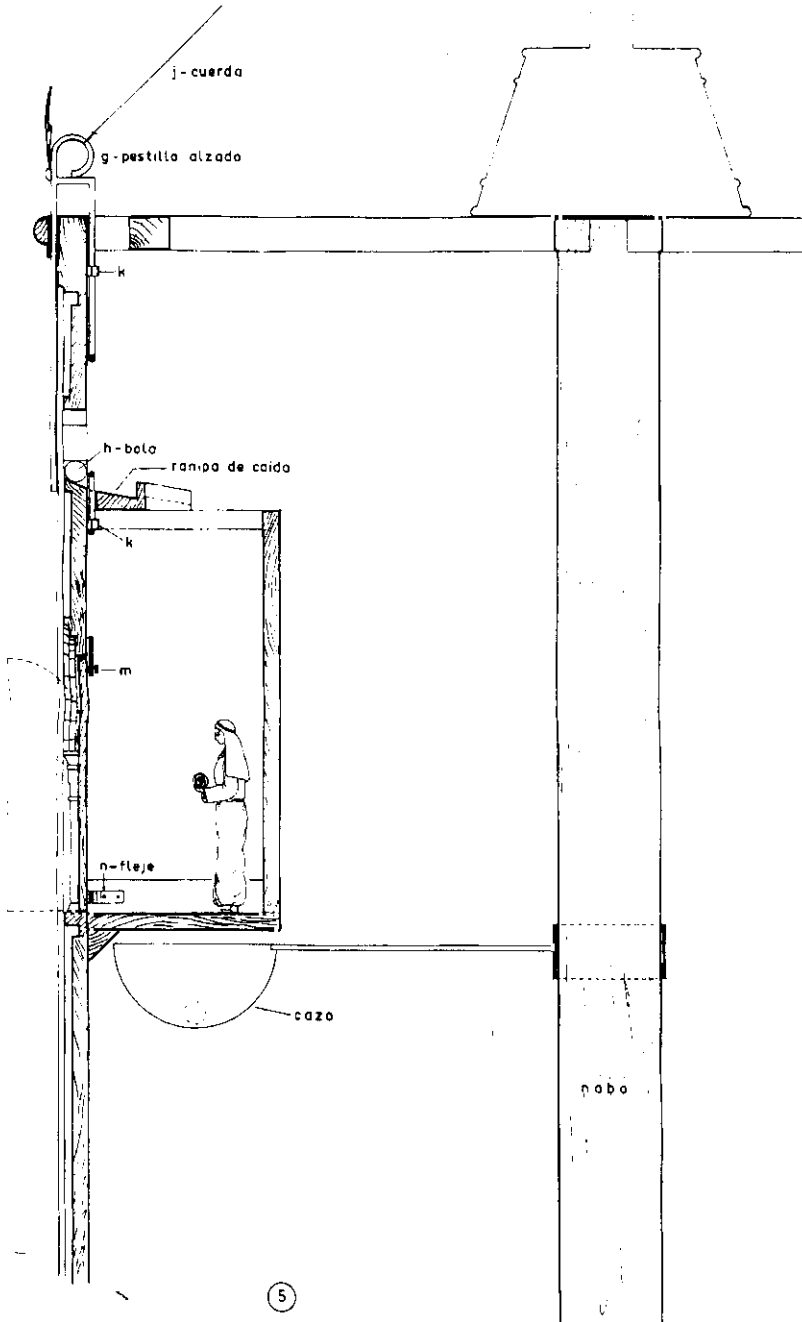 j-cuerda
g-pestillo alzado
k
h-bola
rampa de caida
k
m
n-fleje
cazo
nabo
5